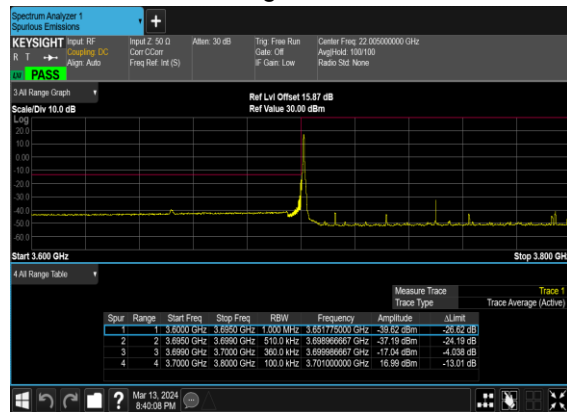 Spectrum Analyzer 1
Spurious Emissions
+
KEYSIGHT Input: RF Input Z: 50 Ω Atten: 30 dB Trig: Free Run Center Freq: 22.005000000 GHz
R T Coupling: DC Corr CCorr Gate: Off Avg|Hold: 100/100
Align: Auto Freq Ref: Int (S) IF Gain: Low Radio Std: None
LXI PASS
3 All Range Graph
Ref Lvl Offset 15.87 dB
Scale/Div 10.0 dB Ref Value 30.00 dBm
Log
20.0
10.0
0.00
-10.0
-20.0
-30.0
-40.0
-50.0
-60.0
Start 3.600 GHz Stop 3.800 GHz
4 All Range Table
Measure Trace Trace 1
Trace Type Trace Average (Active)
Spur Range Start Freq Stop Freq RBW Frequency Amplitude ΔLimit
1 1 3.6000 GHz 3.6950 GHz 1.000 MHz 3.651775000 GHz -39.62 dBm -26.62 dB
2 2 3.6950 GHz 3.6990 GHz 510.0 kHz 3.698966667 GHz -37.19 dBm -24.19 dB
3 3 3.6990 GHz 3.7000 GHz 360.0 kHz 3.699986667 GHz -17.04 dBm -4.038 dB
4 4 3.7000 GHz 3.8000 GHz 100.0 kHz 3.701000000 GHz 16.99 dBm -13.01 dB
? Mar 13, 2024
8:40:08 PM